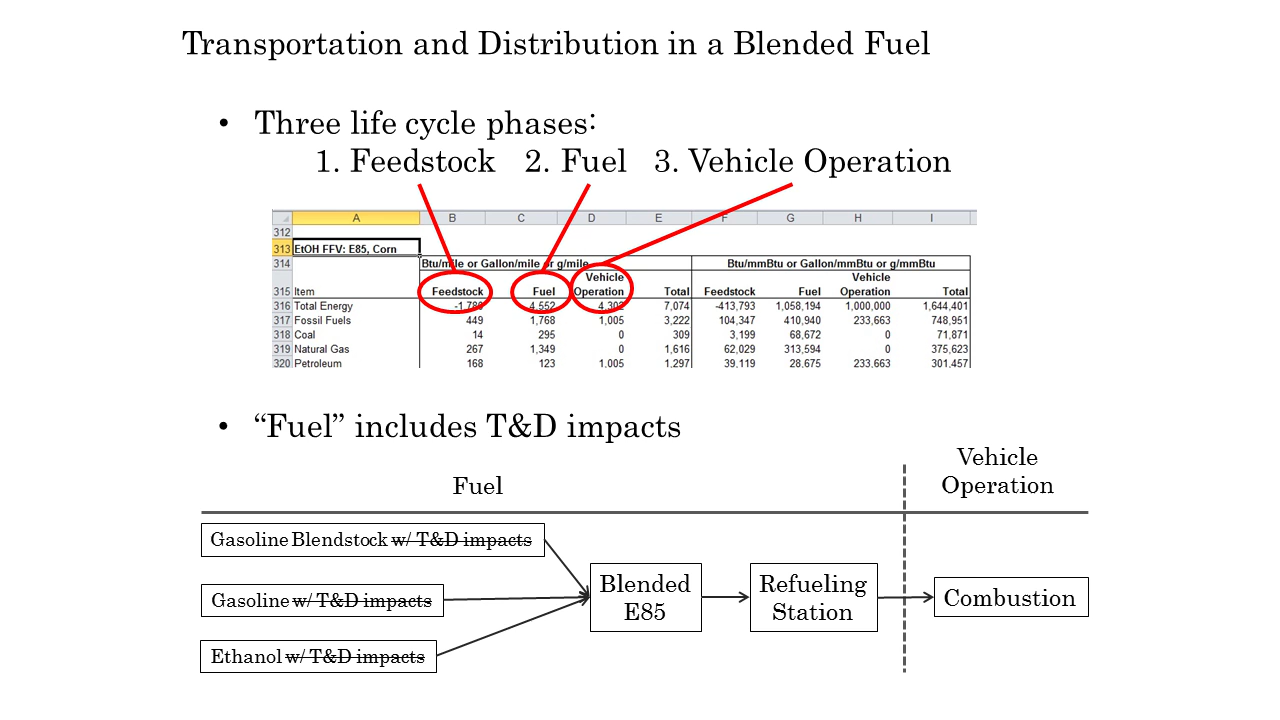 Transportation and Distribution in a Blended Fuel
• Three life cycle phases:
1. Feedstock 2. Fuel 3. Vehicle Operation
A B C D E F G H I
312
313 EtOH FFV: E85, Corn
314 Btu/mile or Gallon/mile or g/mile Btu/mmBtu or Gallon/mmBtu or g/mmBtu
Vehicle Vehicle
315 Item Feedstock Fuel Operation Total Feedstock Fuel Operation Total
316 Total Energy -1,780 4,552 4,302 7,074 -413,793 1,058,194 1,000,000 1,644,401
317 Fossil Fuels 449 1,768 1,005 3,222 104,347 410,940 233,663 748,951
318 Coal 14 295 0 309 3,199 68,672 0 71,871
319 Natural Gas 267 1,349 0 1,616 62,029 313,594 0 375,623
320 Petroleum 168 123 1,005 1,297 39,119 28,675 233,663 301,457
• “Fuel” includes T&D impacts
Fuel
Vehicle
Operation
Gasoline Blendstock w/ T&D impacts
Gasoline w/ T&D impacts
Ethanol w/ T&D impacts
Blended
E85
Refueling
Station
Combustion